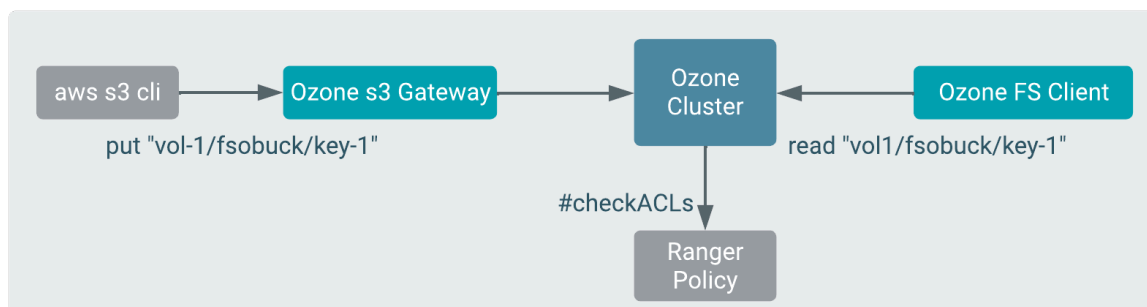 aws s3 cli
Ozone s3 Gateway
Ozone
Cluster
Ozone FS Client
put "vol-1/fsobuck/key-1"
read "vol1/fsobuck/key-1"
#checkACLs
Ranger
Policy